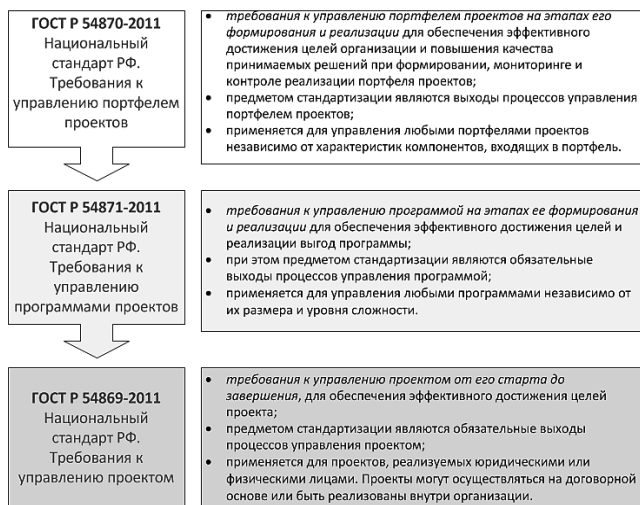 ГОСТ Р 54870-2011
Национальный
стандарт РФ.
Требования к
управлению портфелем
проектов
• требования к управлению портфелем проектов на этапах его
формирования и реализации для обеспечения эффективного
достижения целей организации и повышения качества
принимаемых решений при формировании, мониторинге и
контроле реализации портфеля проектов;
• предметом стандартизации являются выходы процессов управления
портфелем проектов;
• применяется для управления любыми портфелями проектов
независимо от характеристик компонентов, входящих в портфель.
ГОСТ Р 54871-2011
Национальный
стандарт РФ.
Требования к
управлению
программами проектов
• требования к управлению программой на этапах ее формирования
и реализации для обеспечения эффективного достижения целей и
реализации выгод программы;
• при этом предметом стандартизации являются обязательные
выходы процессов управления программой;
• применяется для управления любыми программами независимо от
их размера и уровня сложности.
ГОСТ Р 54869-2011
Национальный
стандарт РФ.
Требования к
управлению проектом
• требования к управлению проектом от его старта до
завершения, для обеспечения эффективного достижения целей
проекта;
• предметом стандартизации являются обязательные выходы
процессов управления проектом;
• применяется для проектов, реализуемых юридическими или
физическими лицами. Проекты могут осуществляться на договорной
основе или быть реализованы внутри организации.